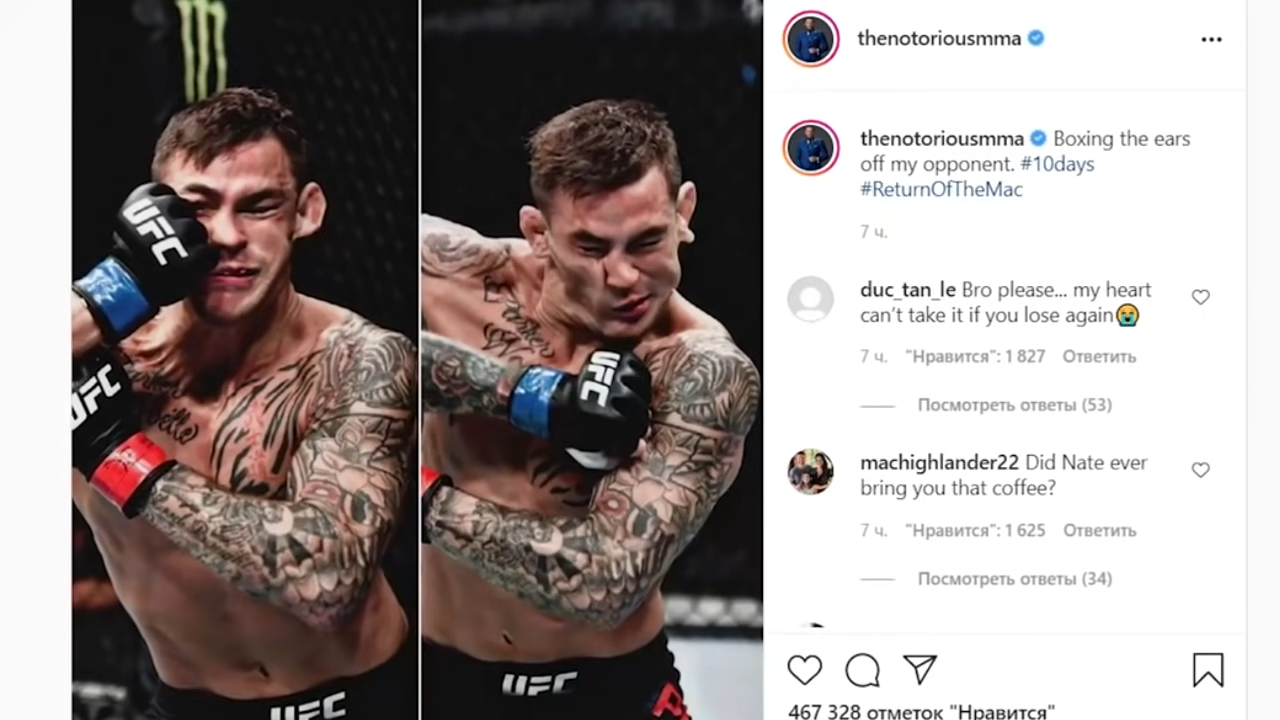 UFC
UFC
UFC
UFC
UFC
thenotoriousmma
thenotoriousmma Boxing the ears
off my opponent. #10days
#ReturnOfTheMac
7 ч.
duc_tan_le Bro please... my heart
can't take it if you lose again😭
7 ч. "Нравится": 1 827 Ответить
Посмотреть ответы (53)
machighlander22 Did Nate ever
bring you that coffee?
7 ч. "Нравится": 1 625 Ответить
Посмотреть ответы (34)
467 328 отметок "Нравится"